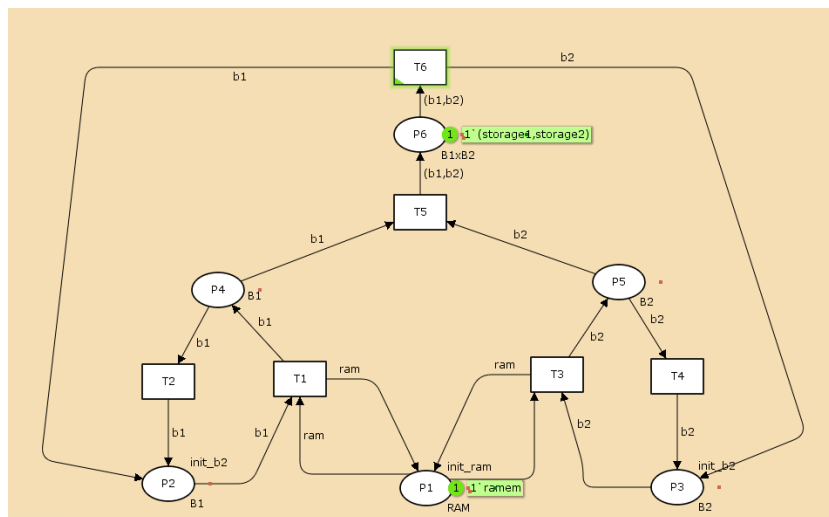 T6
b1
b2
(b1,b2)
P6
1
1`(storage1,storage2)
B1xB2
(b1,b2)
T5
b1
b2
P4
B1
P5
B2
b1
b1
b2
b2
T2
T1
ram
ram
T3
T4
b1
init_b2
b1
ram
init_ram
b2
b2
init_b2
P2
B1
P1
1
1`ramem
RAM
P3
B2